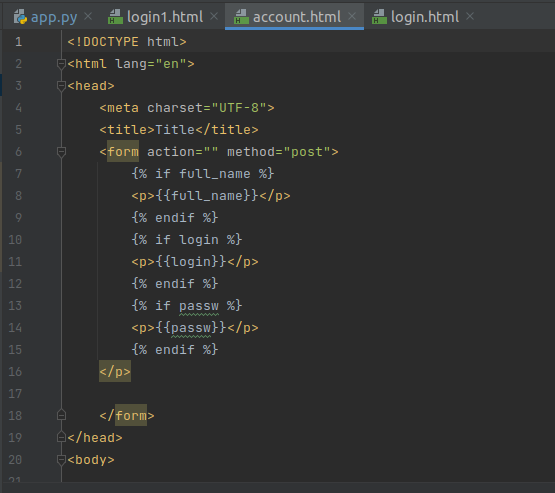 app.py login1.html account.html login.html
1 <!DOCTYPE html>
2 <html lang="en">
3 <head>
4 <meta charset="UTF-8">
5 <title>Title</title>
6 <form action="" method="post">
7 {% if full_name %}
8 <p>{{full_name}}</p>
9 {% endif %}
10 {% if login %}
11 <p>{{login}}</p>
12 {% endif %}
13 {% if passw %}
14 <p>{{passw}}</p>
15 {% endif %}
16 </p>
17
18 </form>
19 </head>
20 <body>
21